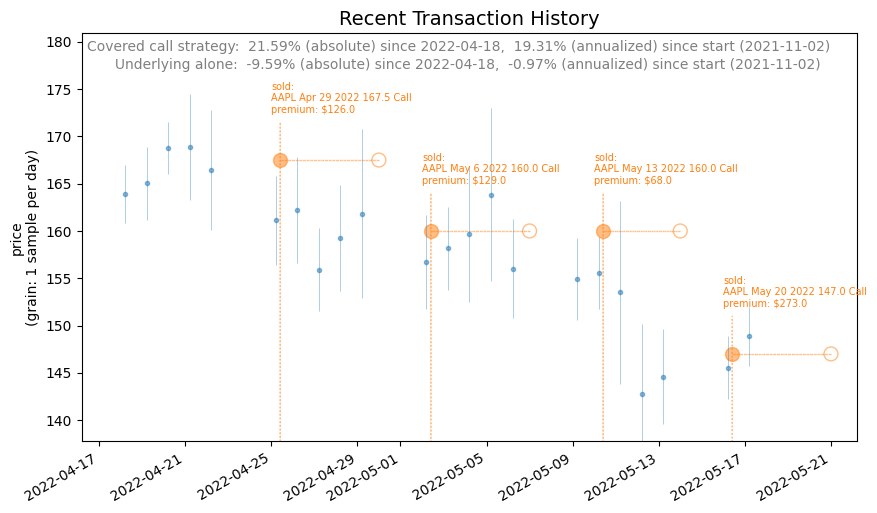 Recent Transaction History
Covered call strategy:  21.59% (absolute) since 2022-04-18,  19.31% (annualized) since start (2021-11-02)
Underlying alone:  -9.59% (absolute) since 2022-04-18,  -0.97% (annualized) since start (2021-11-02)
sold:
AAPL Apr 29 2022 167.5 Call
premium: $126.0
sold:
AAPL May 6 2022 160.0 Call
premium: $129.0
sold:
AAPL May 13 2022 160.0 Call
premium: $68.0
sold:
AAPL May 20 2022 147.0 Call
premium: $273.0
price
(grain: 1 sample per day)
180
175
170
165
160
155
150
145
140
2022-04-17
2022-04-21
2022-04-25
2022-04-29
2022-05-01
2022-05-05
2022-05-09
2022-05-13
2022-05-17
2022-05-21